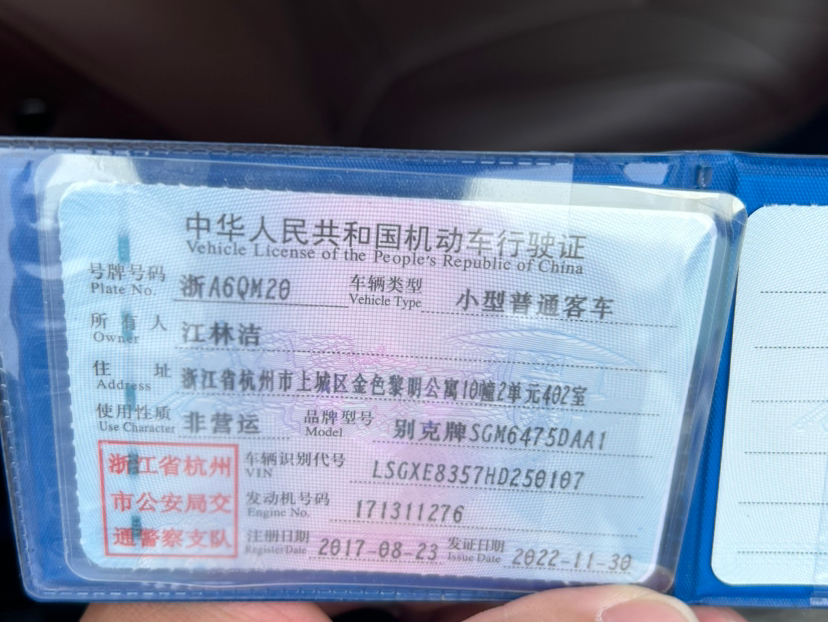 中华人民共和国机动车行驶证
Vehicle License of the People's Republic of China
号牌号码 浙A6QM20 车辆类型 小型普通客车
Plate No. Vehicle Type
所有人 江林洁
Owner
住址 浙江省杭州市上城区金色黎明公寓10幢2单元402室
Address
使用性质 非营运 品牌型号 别克牌SGM6475DAA1
Use Character Model
浙江省杭州 车辆识别代号 LSGXE8357HD250107
VIN
市公安局交 发动机号码 171311276
Engine No.
通警察支队 注册日期 2017-08-23 发证日期 2022-11-30
Register Date Issue Date